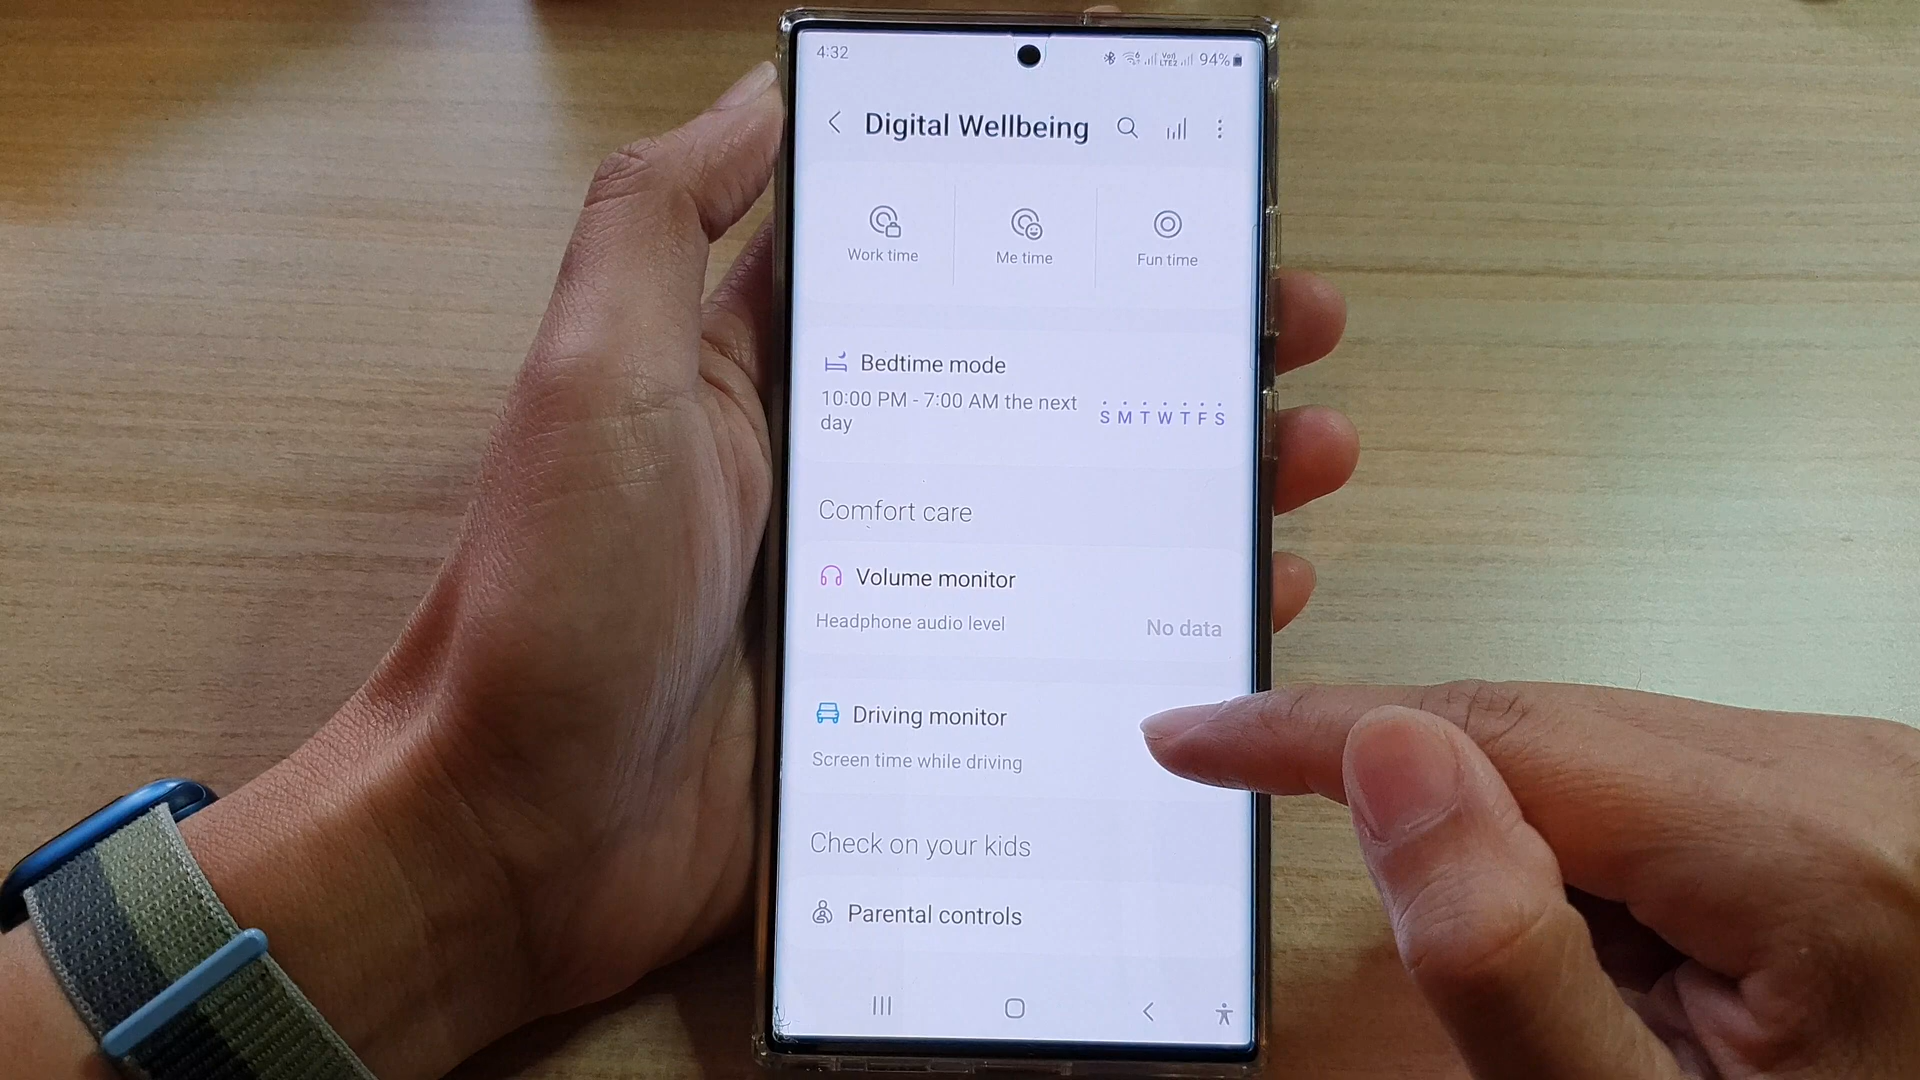 4:32
94%
Digital Wellbeing
Work time
Me time
Fun time
Bedtime mode
10:00 PM - 7:00 AM the next
day
S M T W T F S
Comfort care
Volume monitor
Headphone audio level
No data
Driving monitor
Screen time while driving
Check on your kids
Parental controls